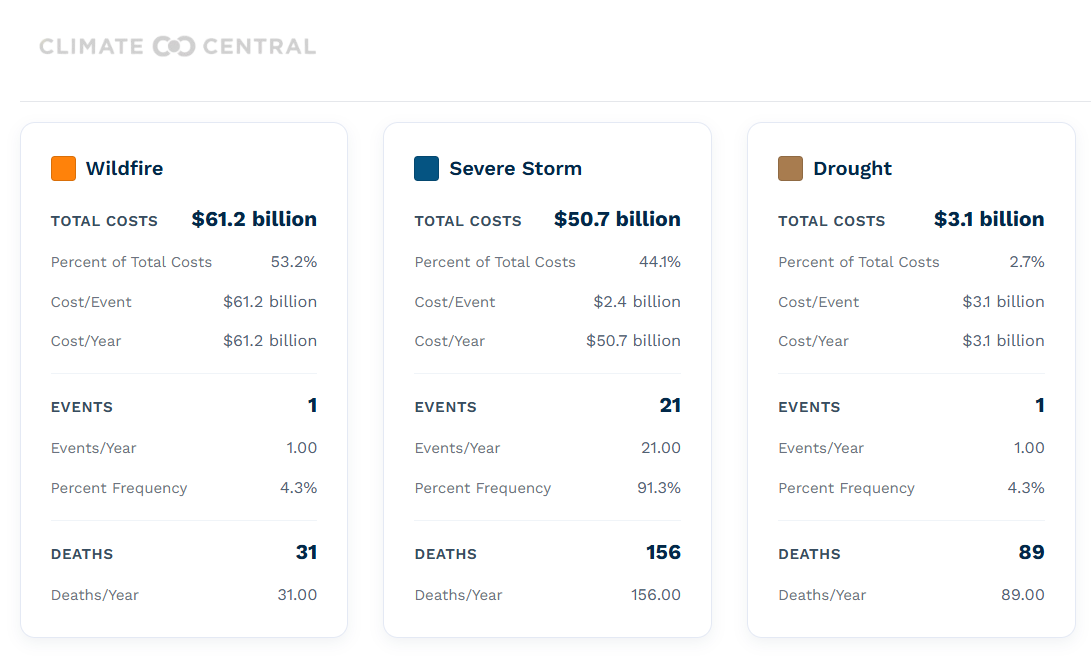 CLIMATE CENTRAL
Wildfire
TOTAL COSTS $61.2 billion
Percent of Total Costs 53.2%
Cost/Event $61.2 billion
Cost/Year $61.2 billion
EVENTS 1
Events/Year 1.00
Percent Frequency 4.3%
DEATHS 31
Deaths/Year 31.00
Severe Storm
TOTAL COSTS $50.7 billion
Percent of Total Costs 44.1%
Cost/Event $2.4 billion
Cost/Year $50.7 billion
EVENTS 21
Events/Year 21.00
Percent Frequency 91.3%
DEATHS 156
Deaths/Year 156.00
Drought
TOTAL COSTS $3.1 billion
Percent of Total Costs 2.7%
Cost/Event $3.1 billion
Cost/Year $3.1 billion
EVENTS 1
Events/Year 1.00
Percent Frequency 4.3%
DEATHS 89
Deaths/Year 89.00